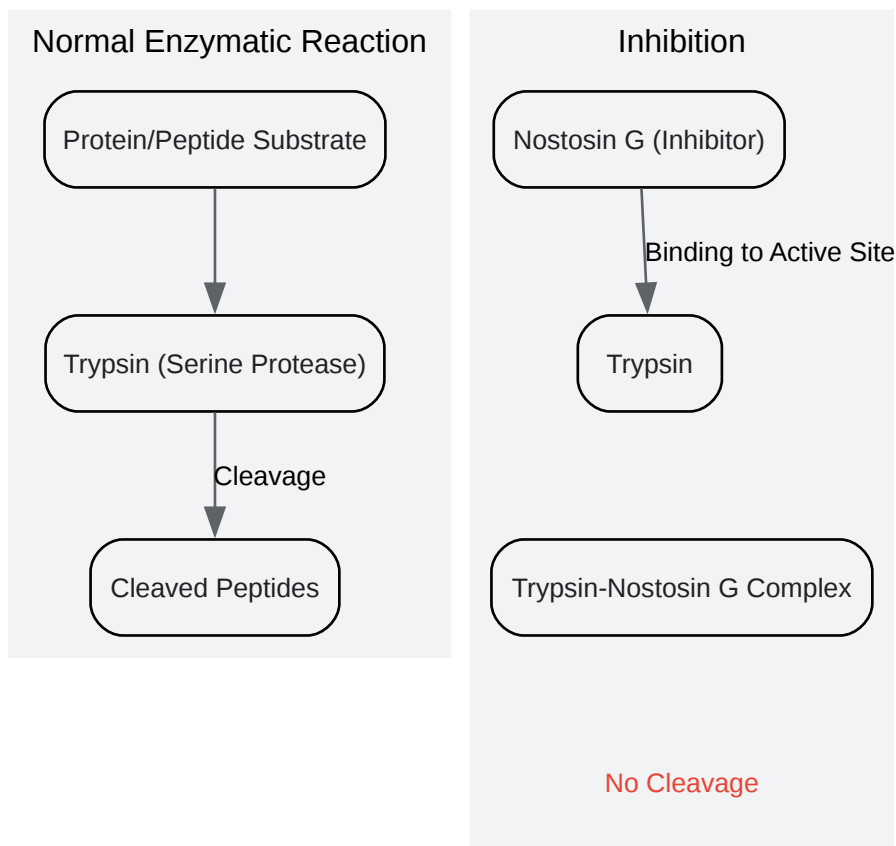 Normal Enzymatic Reaction
Protein/Peptide Substrate
Trypsin (Serine Protease)
Cleavage
Cleaved Peptides
Inhibition
Nostosin G (Inhibitor)
Binding to Active Site
Trypsin
Trypsin-Nostosin G Complex
No Cleavage